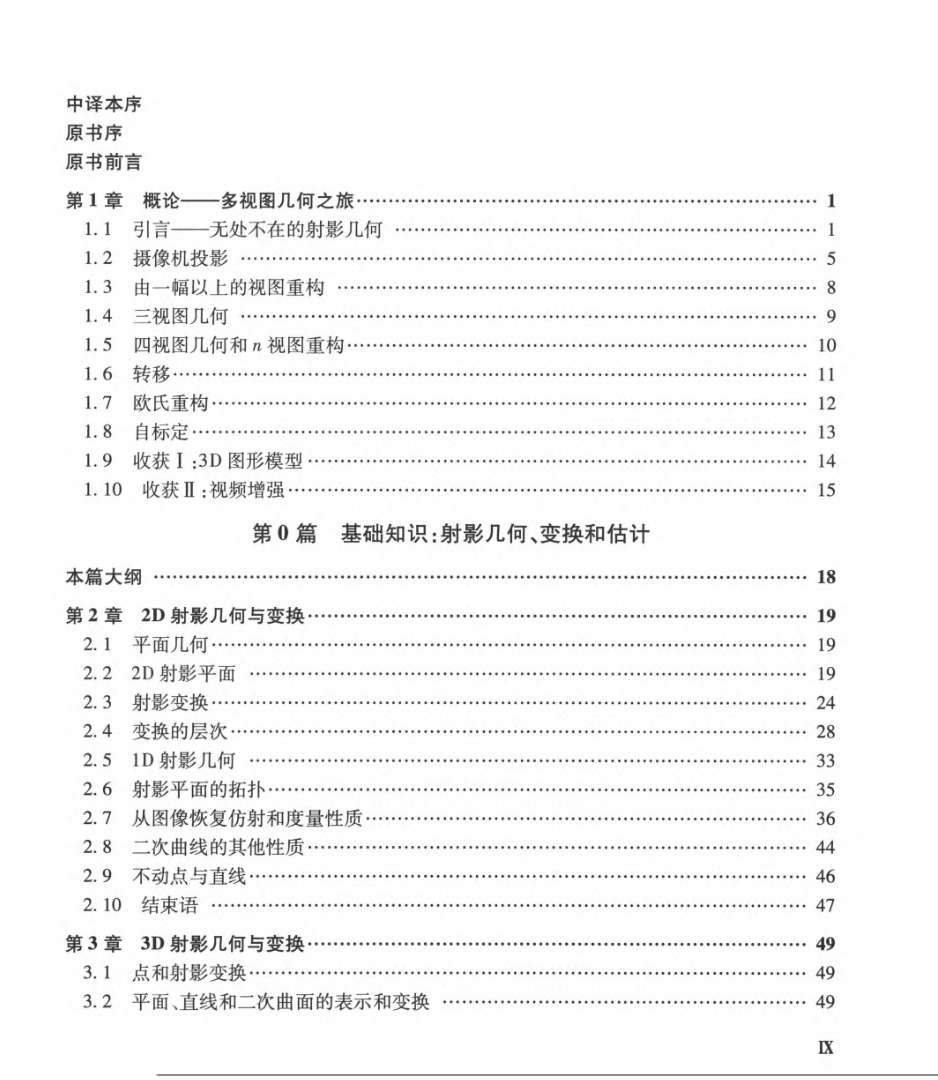 中译本序
原书序
原书前言
第1章 概论——多视图几何之旅…………………………………………………… 1
1.1 引言——无处不在的射影几何 …………………………………………………… 1
1.2 摄像机投影 …………………………………………………… 5
1.3 由一幅以上的视图重构 …………………………………………………… 8
1.4 三视图几何 …………………………………………………… 9
1.5 四视图几何和n视图重构…………………………………………………… 10
1.6 转移…………………………………………………… 11
1.7 欧氏重构…………………………………………………… 12
1.8 自标定…………………………………………………… 13
1.9 收获Ⅰ:3D图形模型…………………………………………………… 14
1.10 收获Ⅱ:视频增强…………………………………………………… 15
第0篇 基础知识:射影几何、变换和估计
本篇大纲 …………………………………………………… 18
第2章 2D射影几何与变换…………………………………………………… 19
2.1 平面几何…………………………………………………… 19
2.2 2D射影平面 …………………………………………………… 19
2.3 射影变换…………………………………………………… 24
2.4 变换的层次…………………………………………………… 28
2.5 1D射影几何 …………………………………………………… 33
2.6 射影平面的拓扑…………………………………………………… 35
2.7 从图像恢复仿射和度量性质…………………………………………………… 36
2.8 二次曲线的其他性质…………………………………………………… 44
2.9 不动点与直线…………………………………………………… 46
2.10 结束语 …………………………………………………… 47
第3章 3D射影几何与变换…………………………………………………… 49
3.1 点和射影变换…………………………………………………… 49
3.2 平面、直线和二次曲面的表示和变换 …………………………………………………… 49
Ⅸ